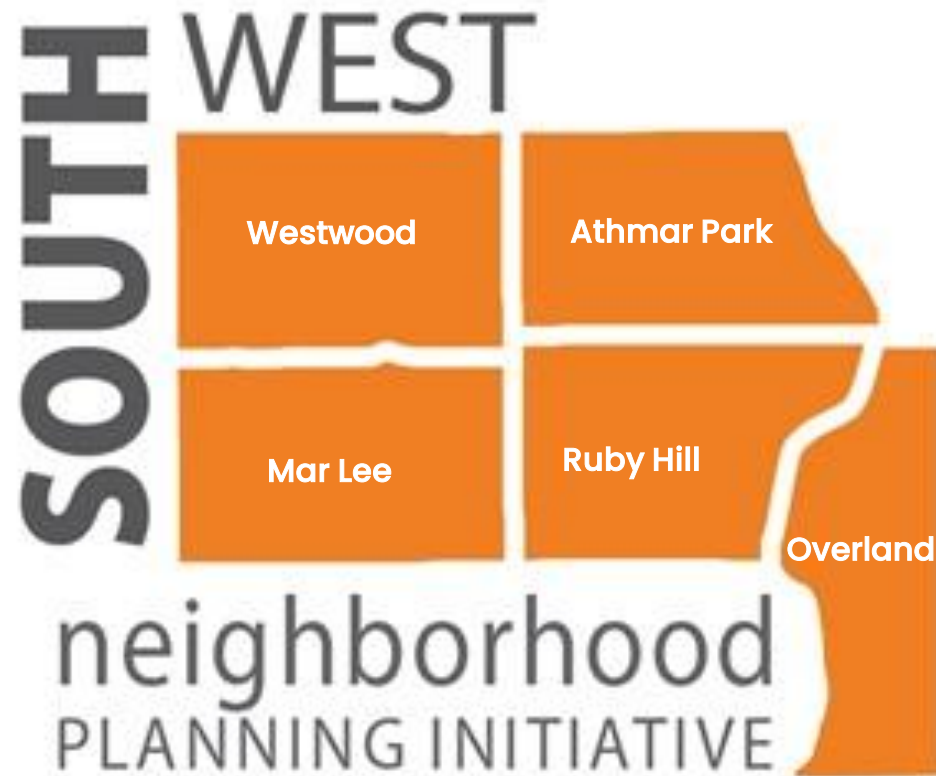 SOUTH
WEST
Westwood
Athmar Park
Mar Lee
Ruby Hill
Overland
neighborhood
PLANNING INITIATIVE